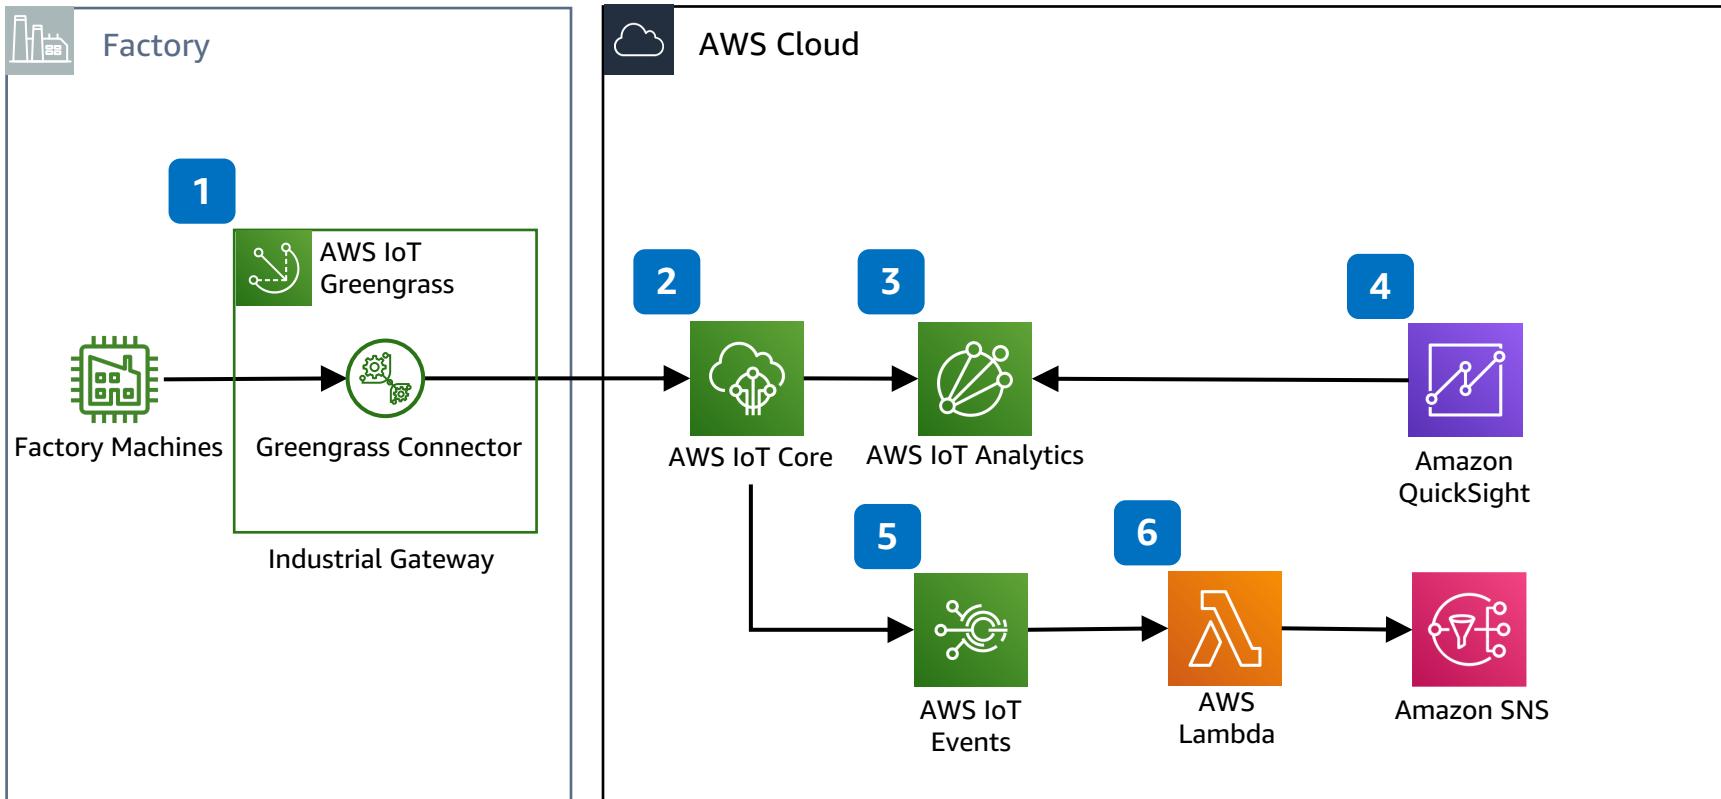 Factory
AWS Cloud
1
AWS IoT
Greengrass
2
3
4
Factory Machines
Greengrass Connector
AWS IoT Core
AWS IoT Analytics
Amazon
QuickSight
Industrial Gateway
5
6
AWS IoT
Events
AWS
Lambda
Amazon SNS